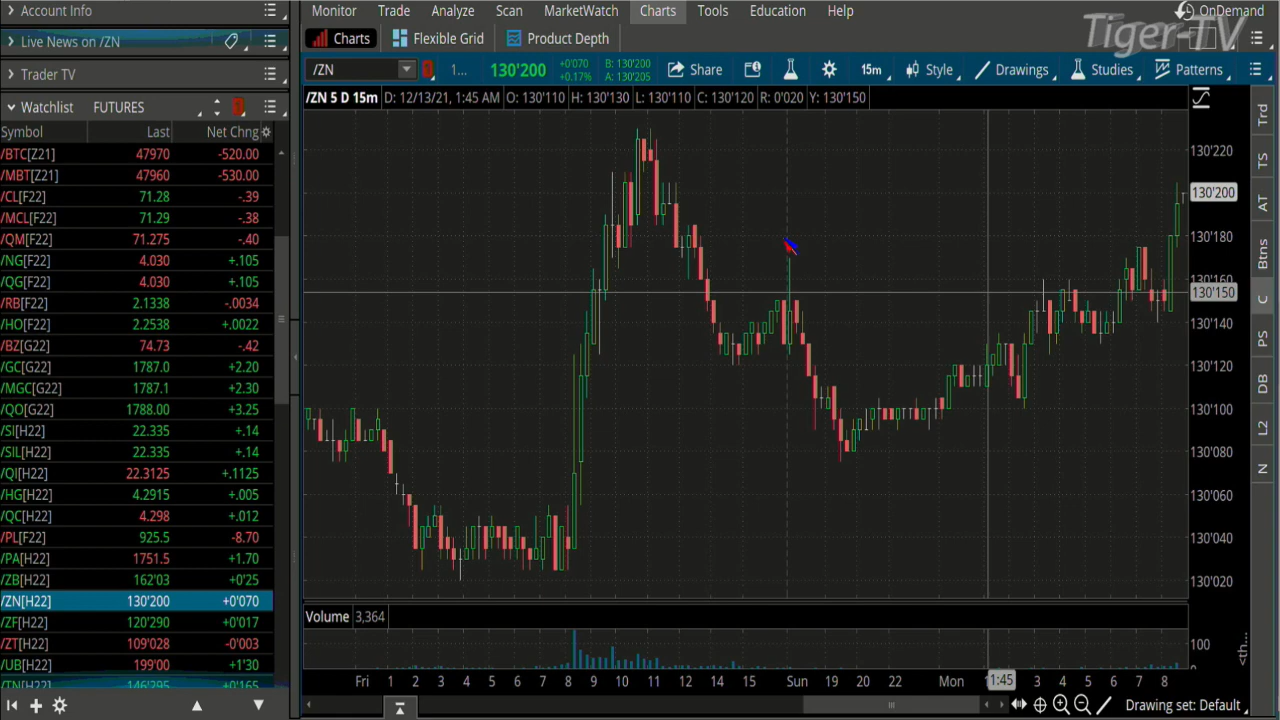 Account Info
Live News on /ZN
Trader TV
Watchlist FUTURES
Symbol Last Net Chng
/BTC[Z21] 47970 -520.00
/MBT[Z21] 47960 -530.00
/CL[F22] 71.28 -.39
/MCL[F22] 71.29 -.38
/QM[F22] 71.275 -.40
/NG[F22] 4.030 +.105
/QG[F22] 4.030 +.105
/RB[F22] 2.1338 -.0034
/HO[F22] 2.2538 +.0022
/BZ[G22] 74.73 -.42
/GC[G22] 1787.0 +2.20
/MGC[G22] 1787.1 +2.30
/QO[G22] 1788.00 +3.25
/SI[H22] 22.335 +.14
/SIL[H22] 22.335 +.14
/QI[H22] 22.3125 +.1125
/HG[H22] 4.2915 +.005
/QC[H22] 4.298 +.012
/PL[F22] 925.5 -8.70
/PA[H22] 1751.5 +1.70
/ZB[H22] 162'03 +0'25
/ZN[H22] 130'200 +0'070
/ZF[H22] 120'290 +0'017
/ZT[H22] 109'028 -0'003
/UB[H22] 199'00 +1'30
/TN[H22] 146'295 +0'165
Monitor Trade Analyze Scan MarketWatch Charts Tools Education Help
OnDemand
Tiger-TV
Charts Flexible Grid Product Depth
/ZN 1... 130'200 +0'070 B: 130'200 Share 15m Style Drawings Studies Patterns
+0.17% A: 130'205
/ZN 5 D 15m D: 12/13/21, 1:45 AM O: 130'110 H: 130'130 L: 130'110 C: 130'120 R: 0'020 Y: 130'150
130'220
130'200
130'180
130'160
130'150
130'140
130'120
130'100
130'080
130'060
130'040
130'020
Volume 3,364
100
0
<th...
Fri 1 2 3 4 5 6 7 8 9 10 11 12 13 14 15 Sun 19 20 22 Mon 1:45 3 4 5 6 7 8
Drawing set: Default
Trd
TS
AT
Btns
C
PS
DB
L2
N